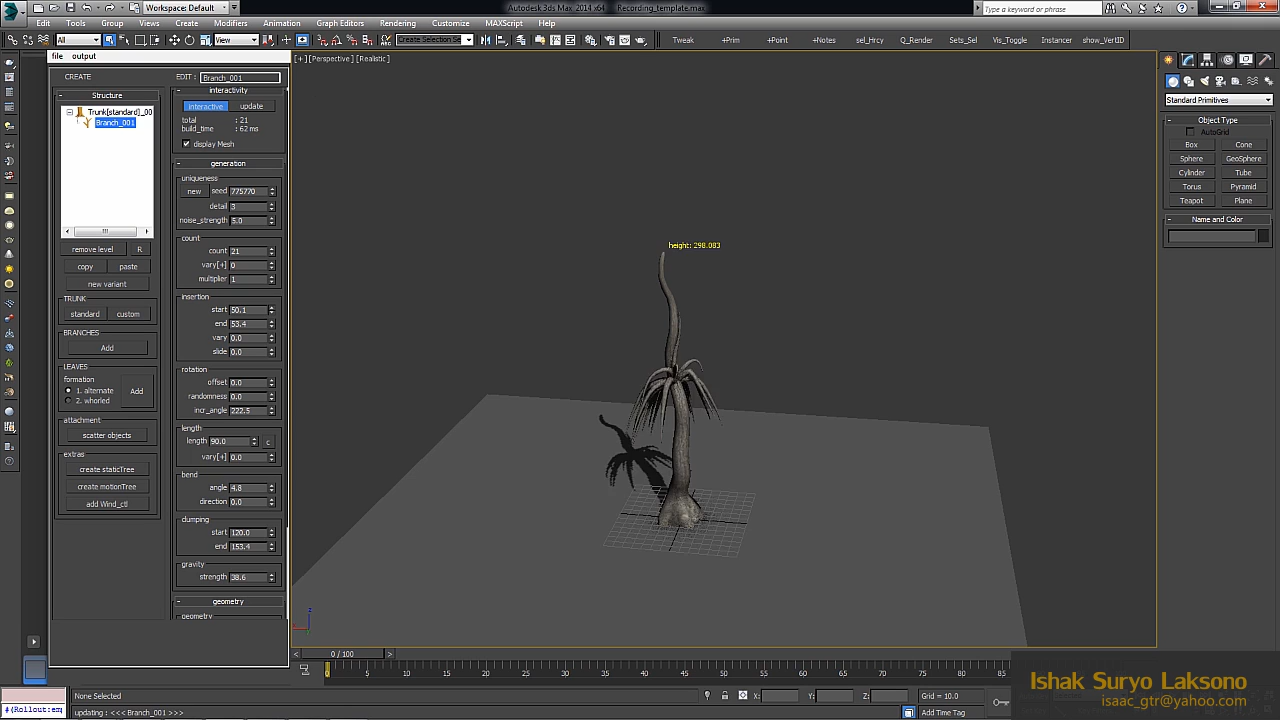 Autodesk 3ds Max 2014 x64    Recording_template.max
Workspace: Default
Type a keyword or phrase
Edit Tools Group Views Create Modifiers Animation Graph Editors Rendering Customize MAXScript Help
All View Create Selection Se Tweak +Prim +Point +Notes sel_Hrcy Q_Render Sets_Sel Vis_Toggle Instancer show_VertID
file output
[+] [Perspective] [Realistic]
CREATE
EDIT : Branch_001
Structure
Trunk[standard]_00
Branch_001
remove level R
copy paste
new variant
TRUNK
standard custom
BRANCHES
Add
LEAVES
formation
1. alternate
2. whorled
Add
attachment
scatter objects
extras
create staticTree
create motionTree
add Wind_ctl
interactivity
interactive update
total : 21
build_time : 62 ms
display Mesh
generation
uniqueness
new seed 775770
detail 3
noise_strength 5.0
count
count 21
vary[+] 0
multiplier 1
insertion
start 50.1
end 53.4
vary 0.0
slide 0.0
rotation
offset 0.0
randomness 0.0
incr_angle 222.5
length
length 90.0 c
vary[+] 0.0
bend
angle 4.8
direction 0.0
clumping
start 120.0
end 153.4
gravity
strength 38.6
geometry
geometry
height: 298.083
z
Standard Primitives
Object Type
AutoGrid
Box Cone
Sphere GeoSphere
Cylinder Tube
Torus Pyramid
Teapot Plane
Name and Color
0 / 100
0 5 10 15 20 25 30 35 40 45 50 55 60 65 70 75 80 85
None Selected X: Y: Z: Grid = 10.0
#(Rollout:em updating : <<< Branch_001 >>> Add Time Tag
Ishak Suryo Laksono
isaac_gtr@yahoo.com